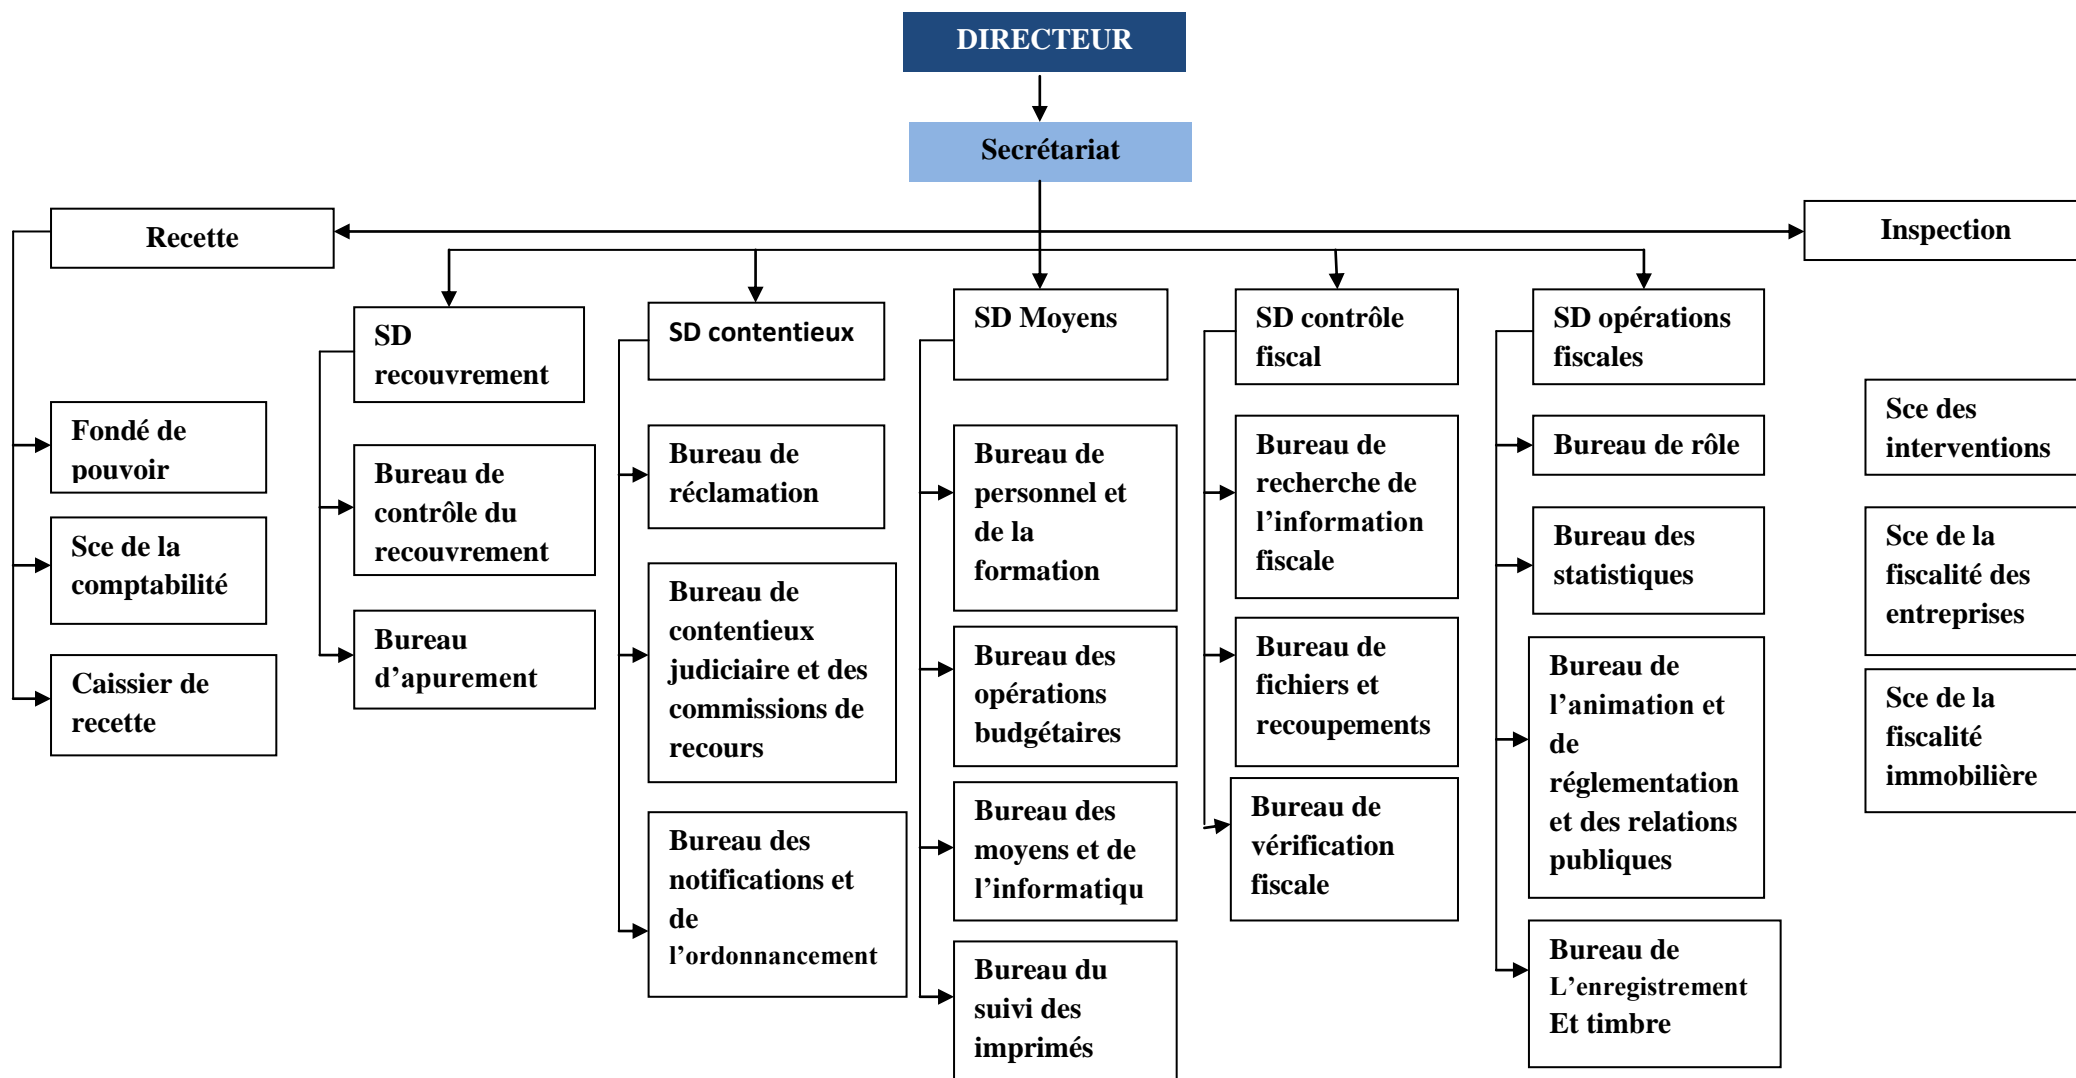 DIRECTEUR
Secrétariat
Recette
Inspection
SD
recouvrement
SD contentieux
SD Moyens
SD contrôle
fiscal
SD opérations
fiscales
Fondé de
pouvoir
Sce de la
comptabilité
Caissier de
recette
Bureau de
contrôle du
recouvrement
Bureau
d’apurement
Bureau de
réclamation
Bureau de
contentieux
judiciaire et des
commissions de
recours
Bureau des
notifications et
de
l’ordonnancement
Bureau de
personnel et
de la
formation
Bureau des
opérations
budgétaires
Bureau des
moyens et de
l’informatiqu
Bureau du
suivi des
imprimés
Bureau de
recherche de
l’information
fiscale
Bureau de
fichiers et
recoupements
Bureau de
vérification
fiscale
Bureau de rôle
Bureau des
statistiques
Bureau de
l’animation et
de
réglementation
et des relations
publiques
Bureau de
L’enregistrement
Et timbre
Sce des
interventions
Sce de la
fiscalité des
entreprises
Sce de la
fiscalité
immobilière